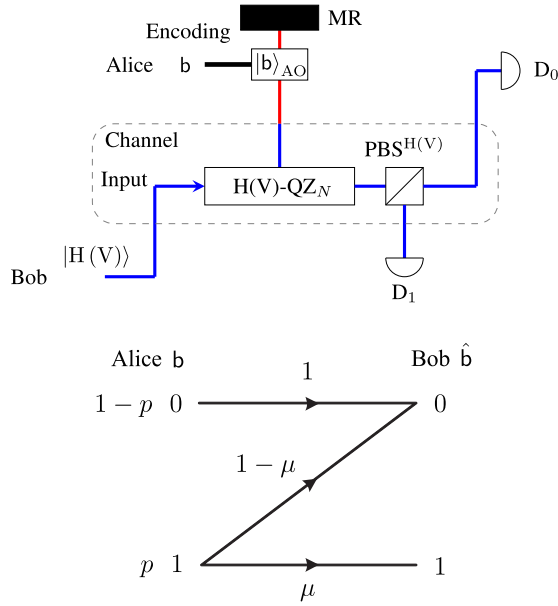 MR
Encoding
Alice b
|b⟩AO
D0
Channel
PBS^H(V)
Input
H(V)-QZN
|H (V)⟩
Bob
D1
Alice b
Bob b̂
1
1 − p 0
0
1 − μ
p 1
1
μ